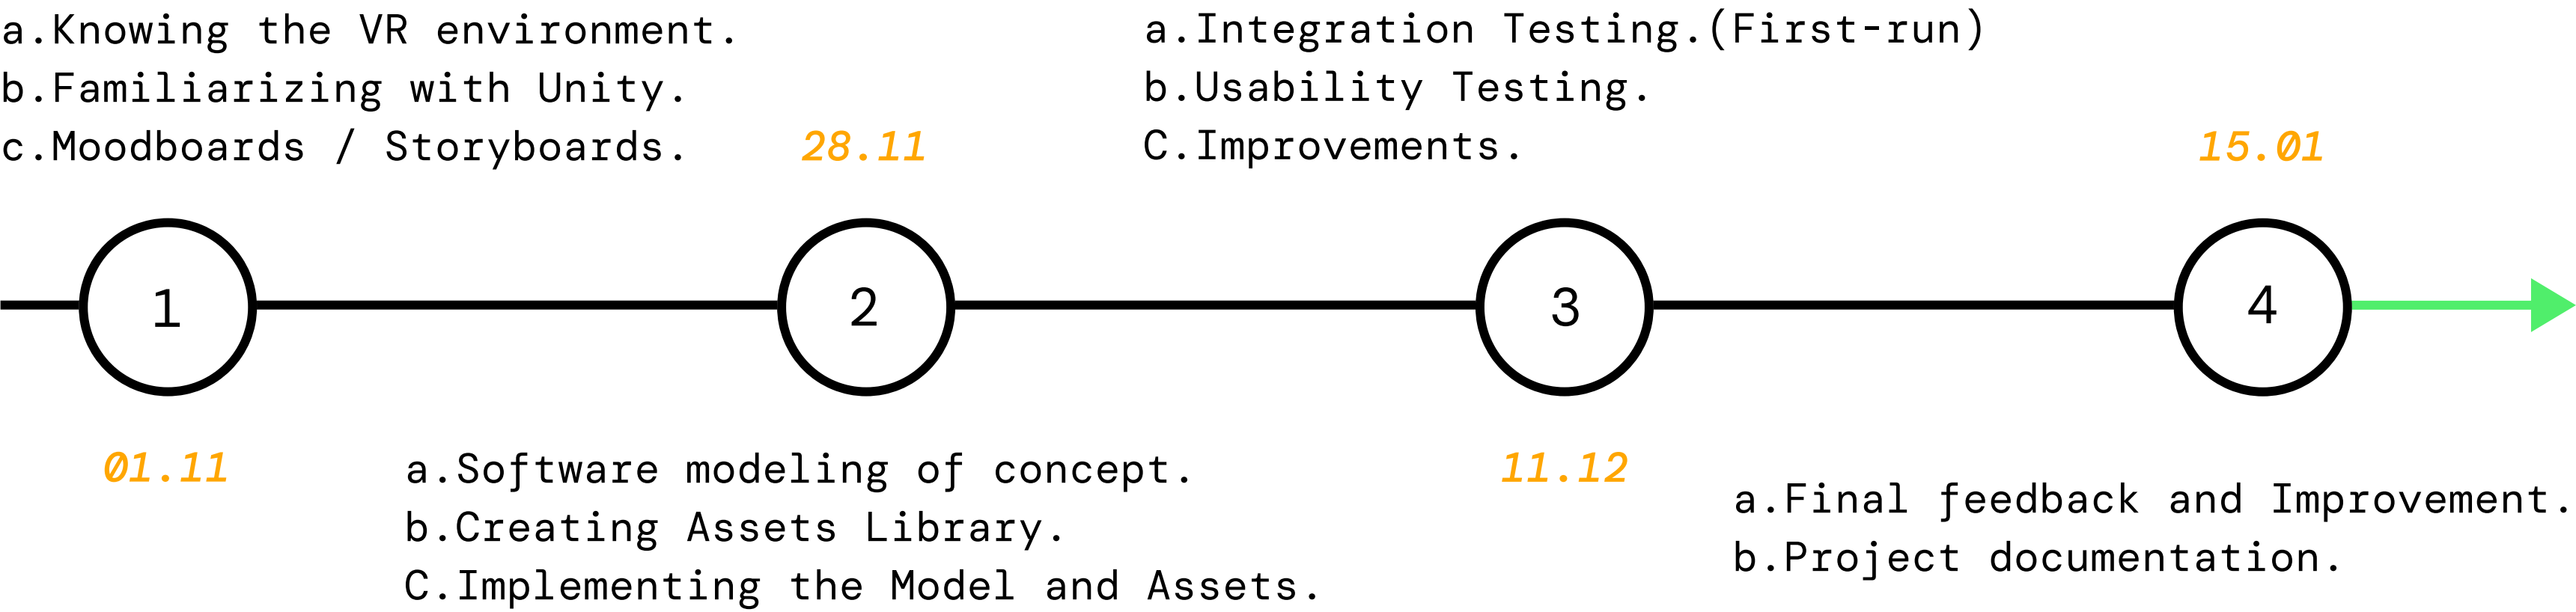 a.Knowing the VR environment.
b.Familiarizing with Unity.
c.Moodboards / Storyboards.
28.11
a.Integration Testing.(First-run)
b.Usability Testing.
C.Improvements.
15.01
1
2
3
4
01.11
a.Software modeling of concept.
b.Creating Assets Library.
C.Implementing the Model and Assets.
11.12
a.Final feedback and Improvement.
b.Project documentation.